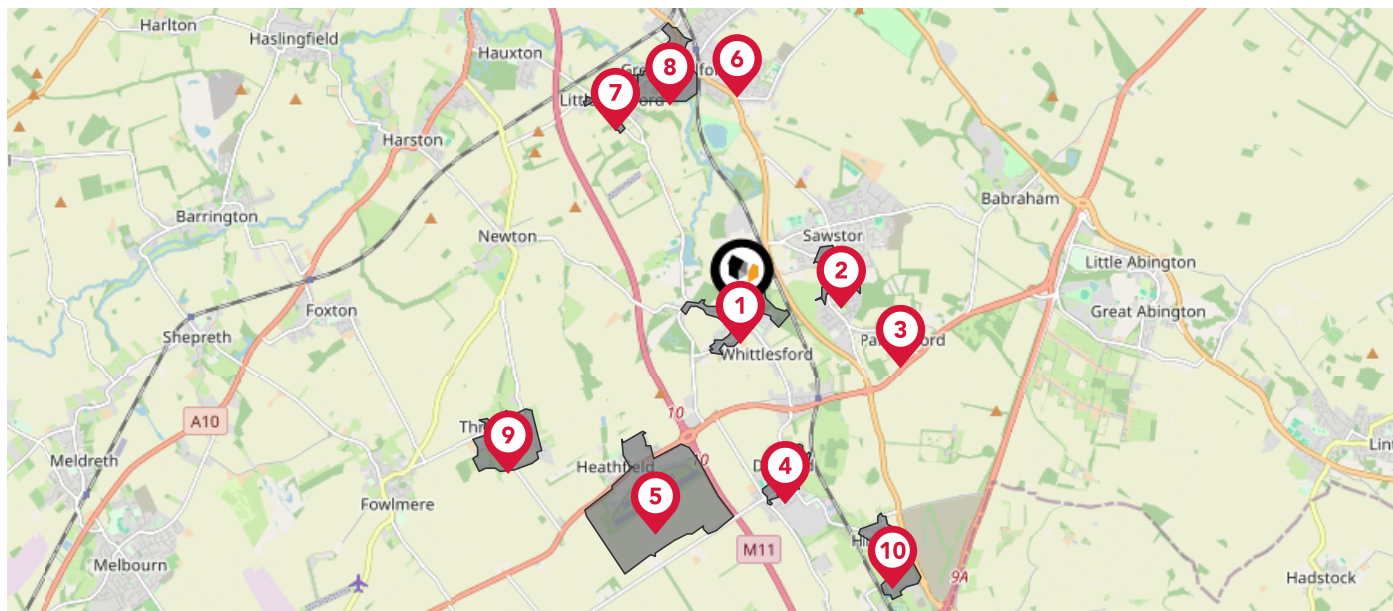 Harlton
Haslingfield
Hauxton
6
8
7
Harston
Babraham
Barrington
Newton
Sawston
Little Abington
2
1
Foxton
Great Abington
3
Shepreth
Whittlesford
10
A10
9
Meldreth
Heathfield
10
4
5
Fowlmere
M11
10
9A
Melbourn
Hadstock